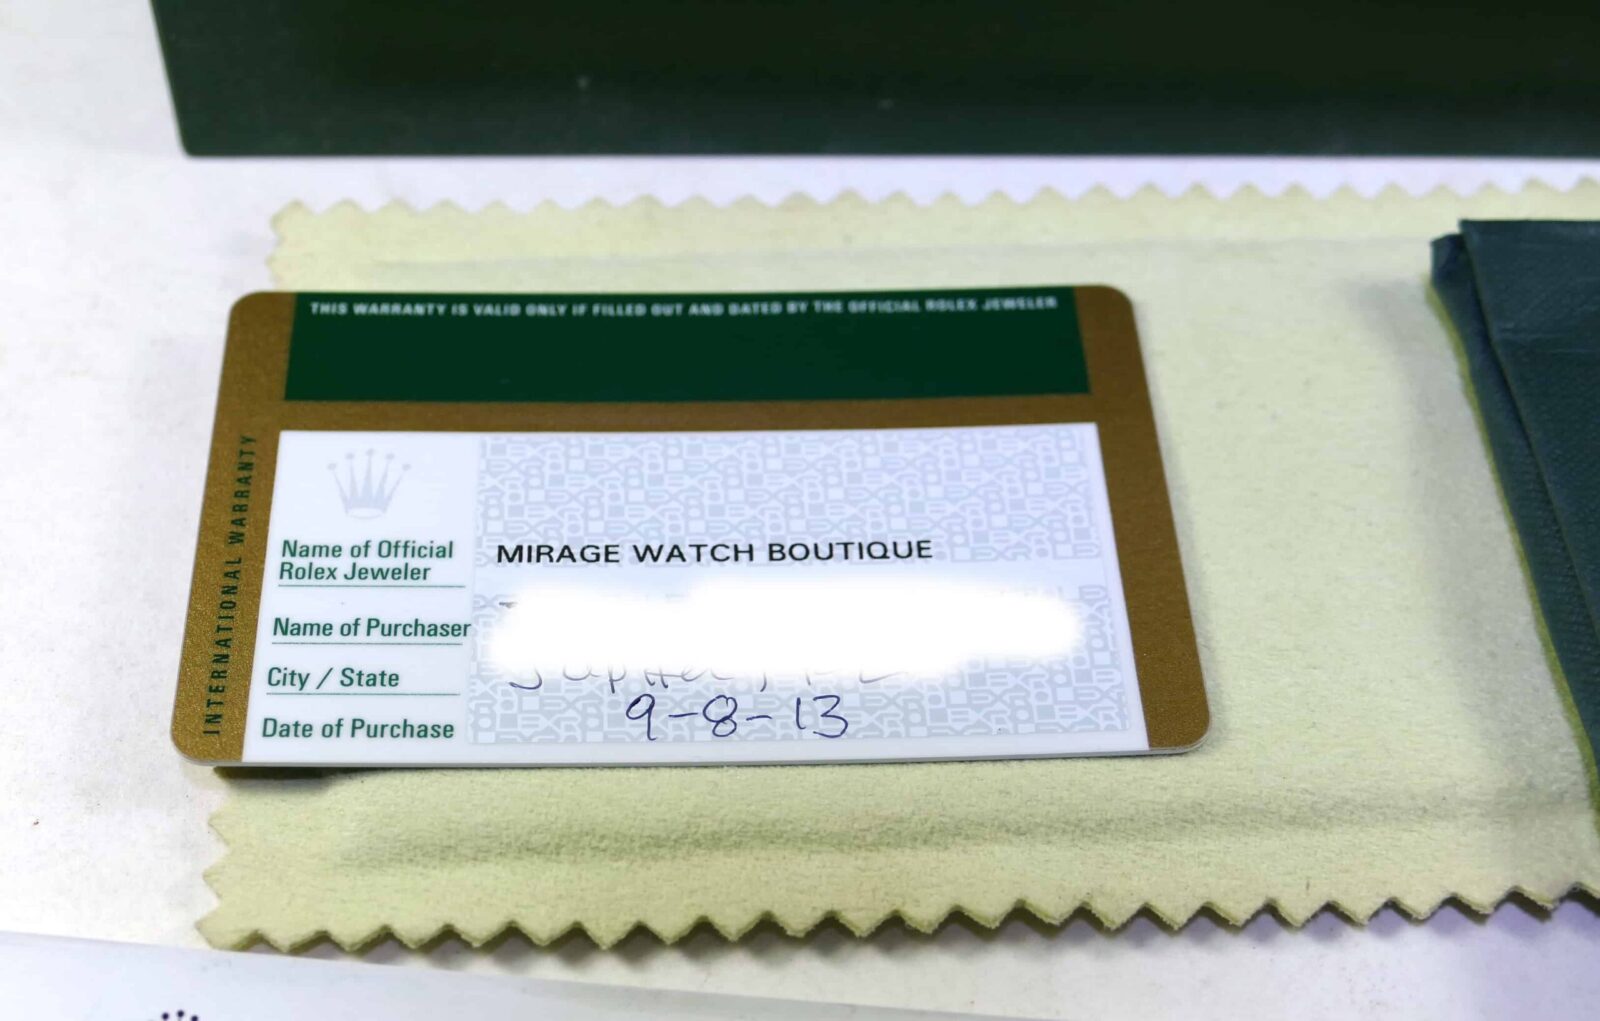 THIS WARRANTY IS VALID ONLY IF FILLED OUT AND DATED BY THE OFFICIAL ROLEX JEWELER
INTERNATIONAL WARRANTY
Name of Official
Rolex Jeweler
MIRAGE WATCH BOUTIQUE
Name of Purchaser
City / State
Date of Purchase 9-8-13